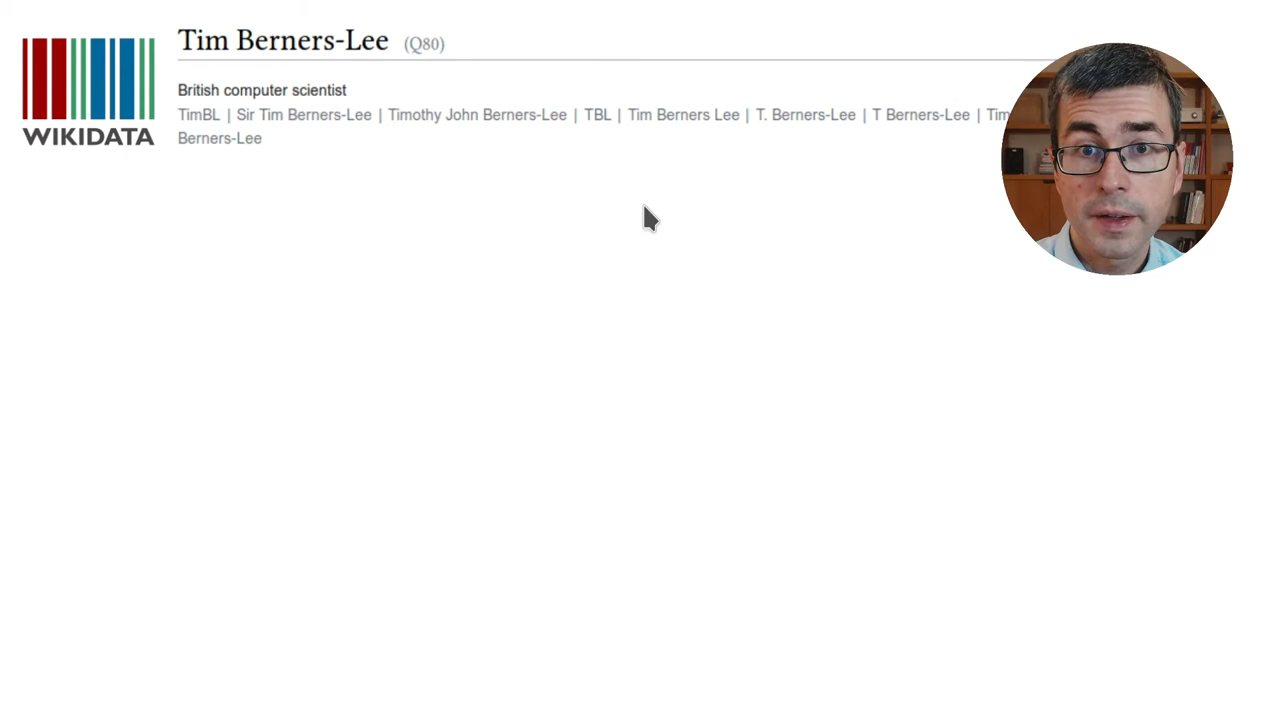 Tim Berners-Lee (Q80)
British computer scientist
TimBL | Sir Tim Berners-Lee | Timothy John Berners-Lee | TBL | Tim Berners Lee | T. Berners-Lee | T Berners-Lee | Tim
Berners-Lee
WIKIDATA